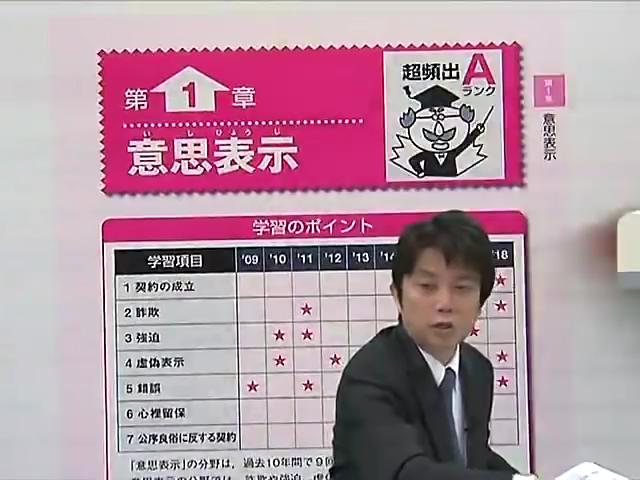 第1章
いしひょうじ
意思表示
超頻出Aランク
第1章
意思表示
学習のポイント
学習項目 '09 '10 '11 '12 '13 '18
1 契約の成立 ★
2 詐欺 ★ ★
3 強迫 ★ ★
4 虚偽表示 ★ ★ ★
5 錯誤 ★ ★ ★
6 心裡留保
7 公序良俗に反する契約
「意思表示」の分野は、過去10年間で9回